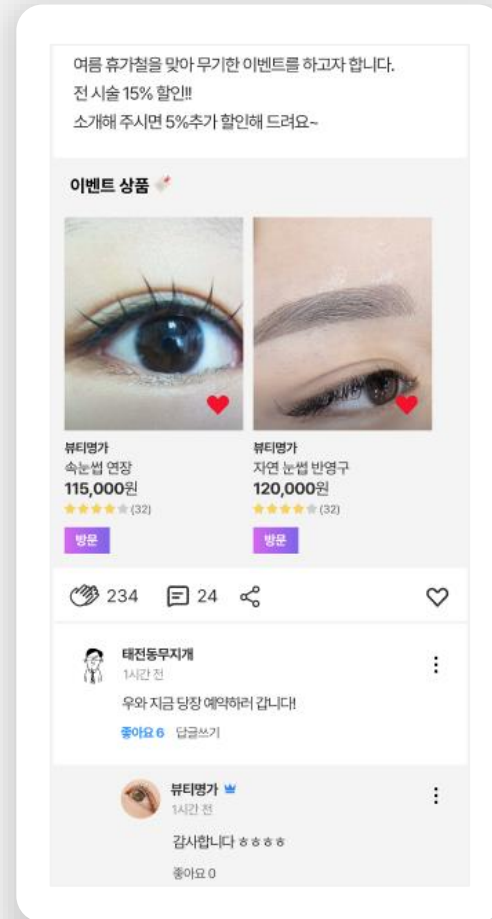 여름 휴가철을 맞아 무기한 이벤트를 하고자 합니다.
전 시술 15% 할인!!
소개해 주시면 5%추가 할인해 드려요~
이벤트 상품
뷰티명가
속눈썹 연장
115,000원
(32)
방문
뷰티명가
자연 눈썹 반영구
120,000원
(32)
방문
234
24
태전동무지개
1시간 전
우와 지금 당장 예약하러 갑니다!
좋아요 6 답글쓰기
뷰티명가
1시간 전
감사합니다 ㅎㅎㅎㅎ
좋아요 0